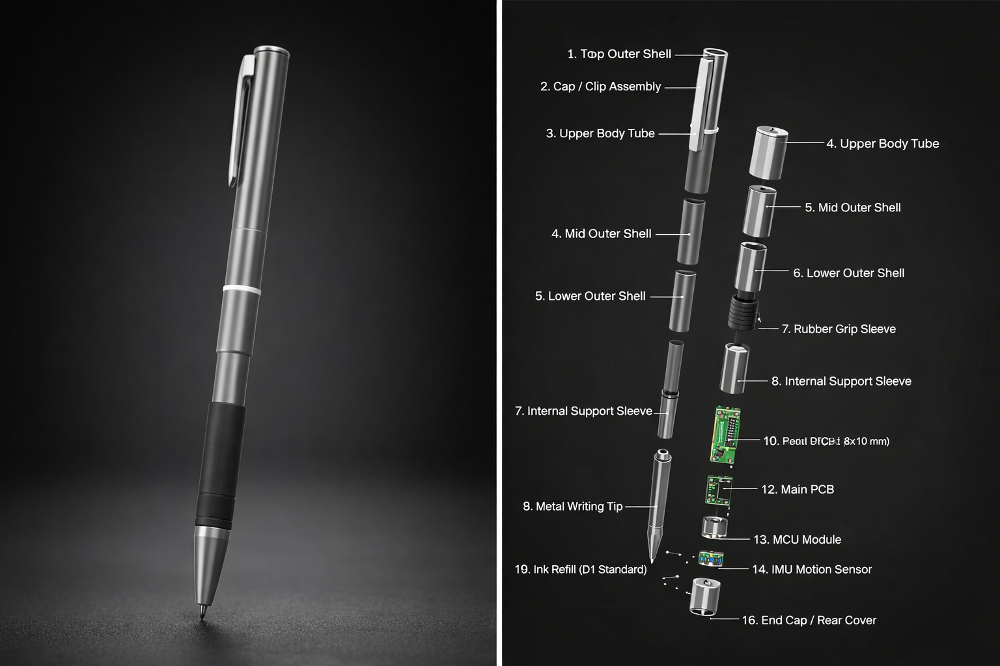 1. Top Outer Shell
2. Cap / Clip Assembly
3. Upper Body Tube
4. Mid Outer Shell
5. Lower Outer Shell
7. Internal Support Sleeve
8. Metal Writing Tip
19. Ink Refill (D1 Standard)
4. Upper Body Tube
5. Mid Outer Shell
6. Lower Outer Shell
7. Rubber Grip Sleeve
8. Internal Support Sleeve
10. 8x10 mm)
12. Main PCB
13. MCU Module
14. IMU Motion Sensor
16. End Cap / Rear Cover